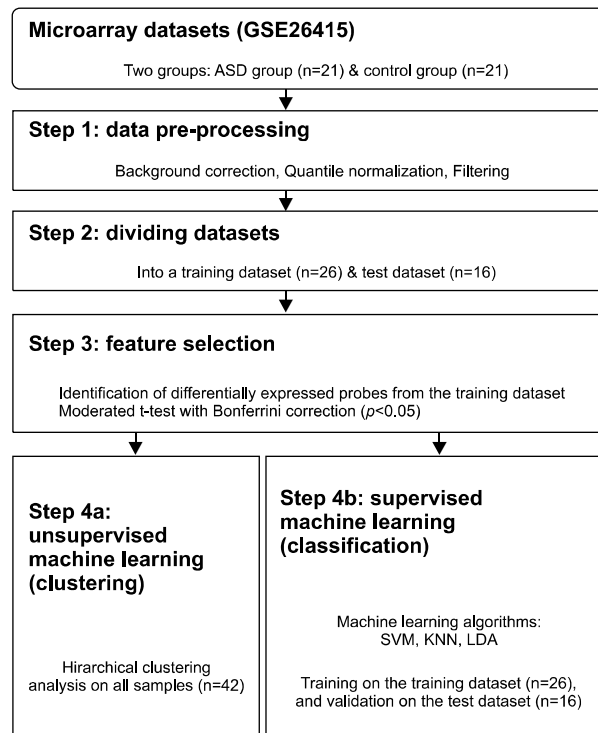 Microarray datasets (GSE26415)
Two groups: ASD group (n=21) & control group (n=21)
Step 1: data pre-processing
Background correction, Quantile normalization, Filtering
Step 2: dividing datasets
Into a training dataset (n=26) & test dataset (n=16)
Step 3: feature selection
Identification of differentially expressed probes from the training dataset
Moderated t-test with Bonferrini correction (p<0.05)
Step 4a:
unsupervised
machine learning
(clustering)
Hirarchical clustering
analysis on all samples (n=42)
Step 4b: supervised
machine learning
(classification)
Machine learning algorithms:
SVM, KNN, LDA
Training on the training dataset (n=26),
and validation on the test dataset (n=16)